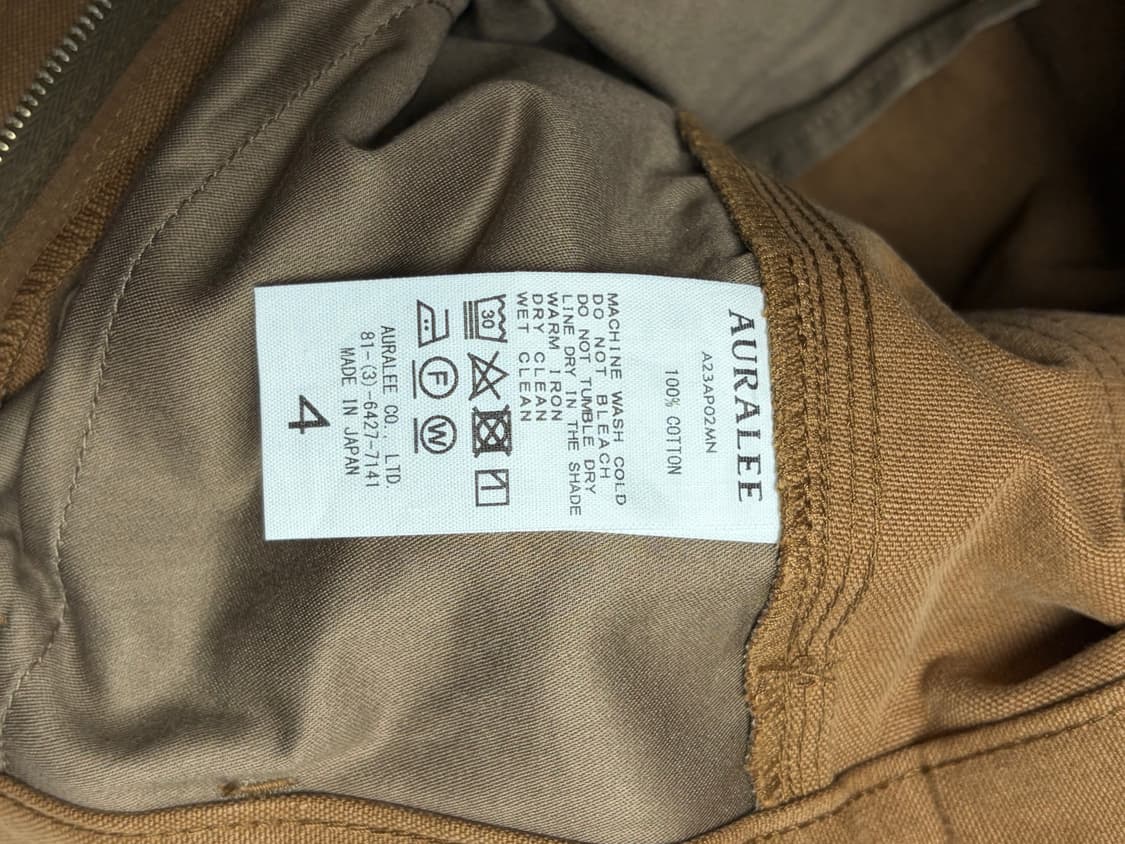 AURALEE
A23AP02MN
100% COTTON
MACHINE WASH COLD
DO NOT BLEACH
DO NOT TUMBLE DRY
LINE DRY IN THE SHADE
WARM IRON
DRY CLEAN
WET CLEAN
30
F W
AURALEE CO., LTD.
81-(3)-6427-7141
MADE IN JAPAN
4